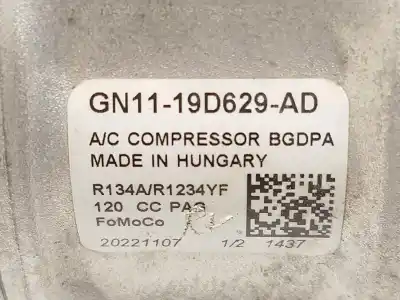 GN11-19D629-AD
A/C COMPRESSOR BGDPA
MADE IN HUNGARY
R134A/R1234YF
120 CC PAG
FoMoCo
20221107 1/2 1437